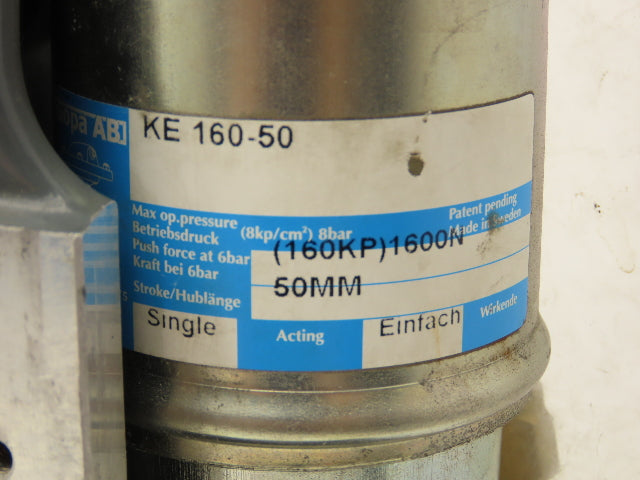 AB
KE 160-50
Max op.pressure (8kp/cm²) 8bar
Betriebsdruck
Push force at 6bar
Kraft bei 6bar
(160KP)1600N
Patent pending
Made in Sweden
Stroke/Hublänge
50MM
Single Acting Einfach Wirkende